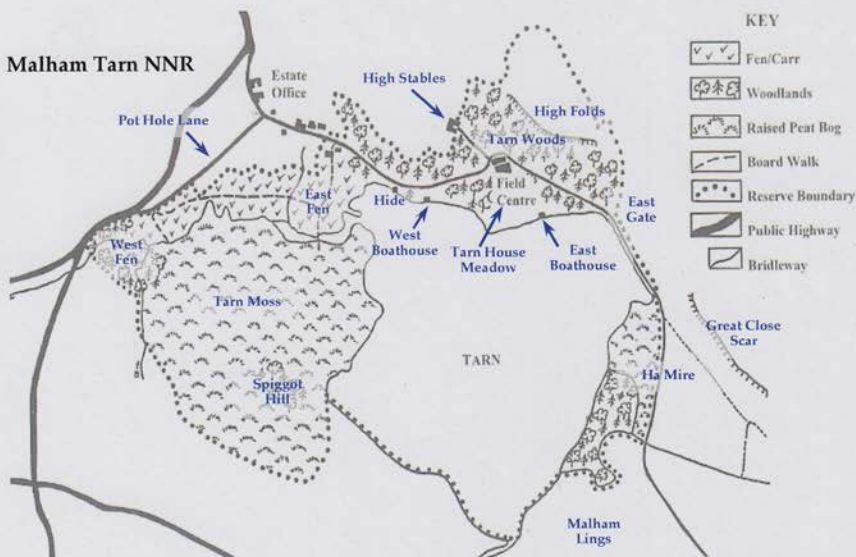 Malham Tarn NNR
Estate
Office
High Stables
Pot Hole Lane
High Folds
Tarn Woods
East
Fen
Hide
Field
Centre
East
Gate
West
Boathouse
Tarn House
Meadow
East
Boathouse
West
Fen
Tarn Moss
Great Close
Scar
TARN
Ha Mire
Spiggot
Hill
Malham
Lings
KEY
Fen/Carr
Woodlands
Raised Peat Bog
Board Walk
Reserve Boundary
Public Highway
Bridleway